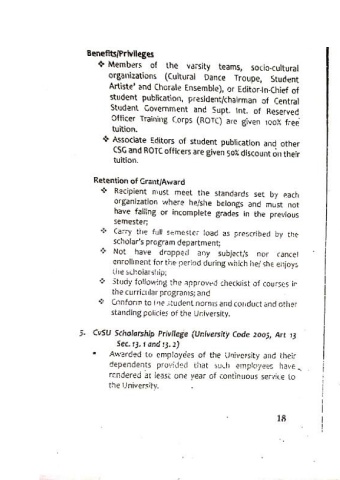 Benefits/Privileges
❖ Members of the varsity teams, socio-cultural
organizations (Cultural Dance Troupe, Student
Artiste' and Chorale Ensemble), or Editor-in-Chief of
student publication, president/chairman of Central
Student Government and Supt. Int. of Reserved
Officer Training Corps (ROTC) are given 100% free
tuition.
❖ Associate Editors of student publication and other
CSG and ROTC officers are given 50% discount on their
tuition.
Retention of Grant/Award
❖ Recipient must meet the standards set by each
organization where he/she belongs and must not
have failing or incomplete grades in the previous
semester;
❖ Carry the full semester load as prescribed by the
scholar's program department;
❖ Not have dropped any subject/s nor cancel
enrollment for the period during which he/ she enjoys
the scholarship;
❖ Study following the approved checklist of courses in
the curricular programs; and
❖ Conform to the student norms and conduct and other
standing policies of the University.
5. CvSU Scholarship Privilege (University Code 2005, Art 13
Sec. 13. 1 and 13. 2)
▪ Awarded to employees of the University and their
dependents provided that such employees have
rendered at least one year of continuous service to
the University.
18